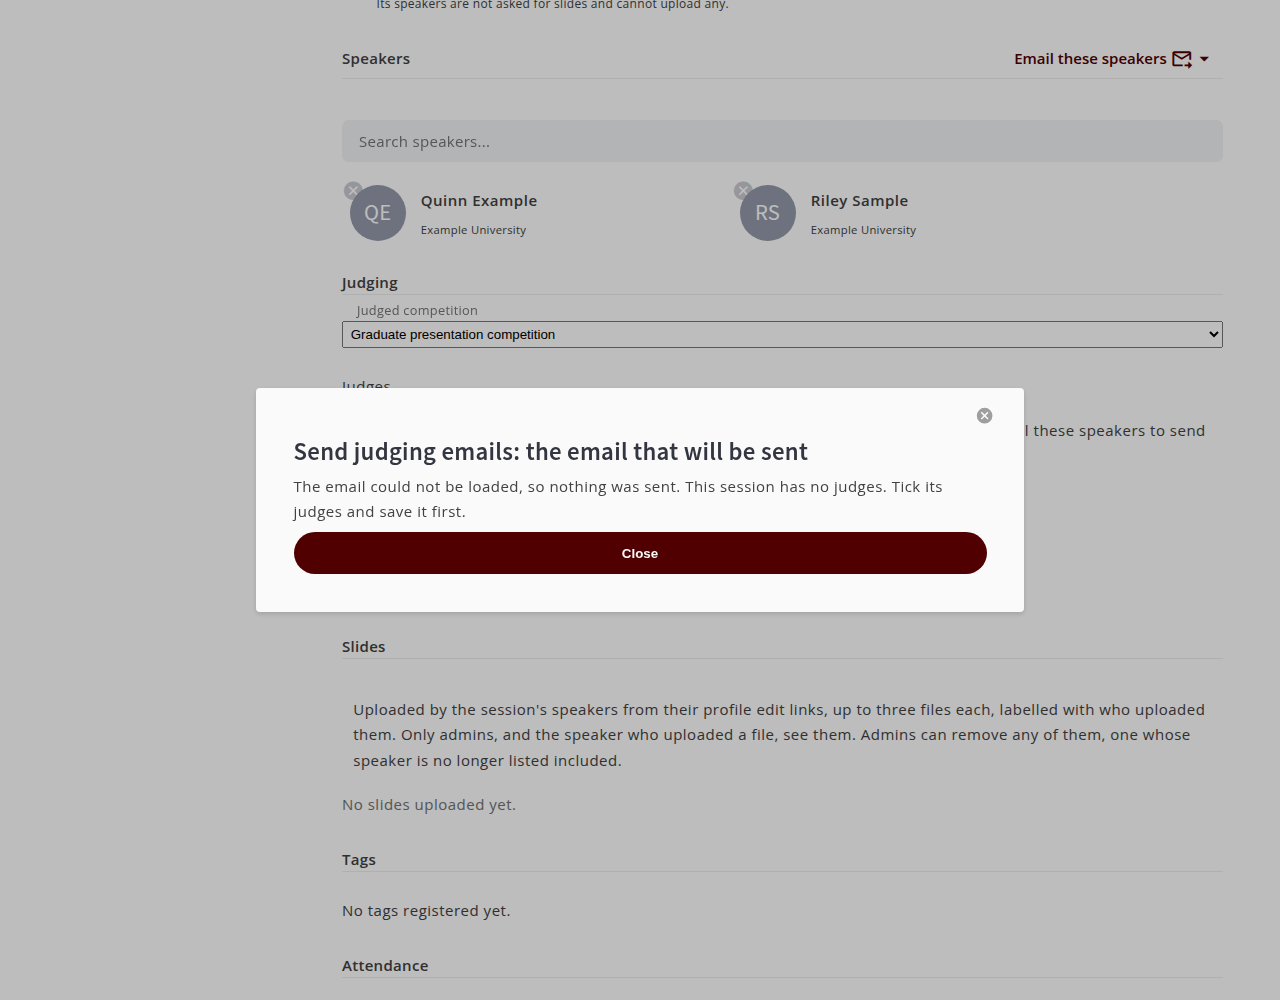 Its speakers are not asked for slides and cannot upload any.
Speakers
Email these speakers
Search speakers...
QE
Quinn Example
Example University
RS
Riley Sample
Example University
Judging
Judged competition
Graduate presentation competition
Judges
l these speakers to send
Send judging emails: the email that will be sent
The email could not be loaded, so nothing was sent. This session has no judges. Tick its
judges and save it first.
Close
Slides
Uploaded by the session's speakers from their profile edit links, up to three files each, labelled with who uploaded
them. Only admins, and the speaker who uploaded a file, see them. Admins can remove any of them, one whose
speaker is no longer listed included.
No slides uploaded yet.
Tags
No tags registered yet.
Attendance